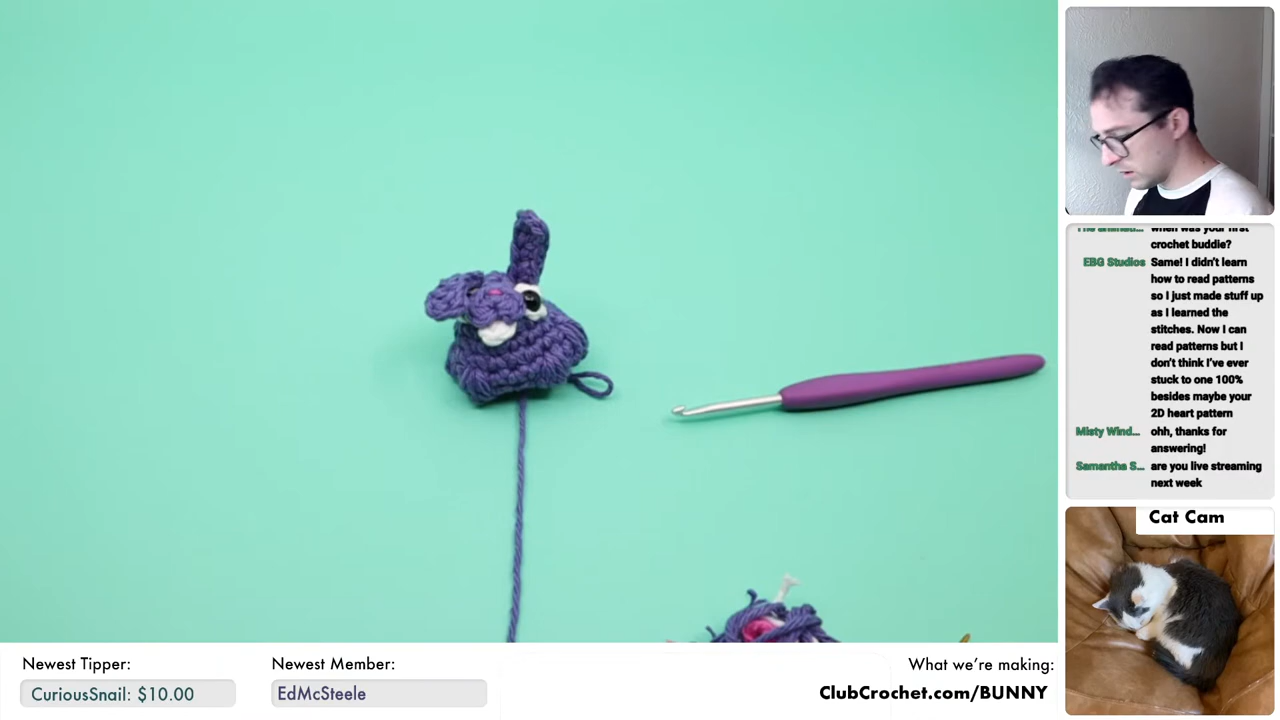 when was your first
crochet buddie?
EBG Studios Same! I didn't learn
how to read patterns
so I just made stuff up
as I learned the
stitches. Now I can
read patterns but I
don't think I've ever
stuck to one 100%
besides maybe your
2D heart pattern
Misty Wind... ohh, thanks for
answering!
Samantha S... are you live streaming
next week
Cat Cam
Newest Tipper:
CuriousSnail: $10.00
Newest Member:
EdMcSteele
What we're making:
ClubCrochet.com/BUNNY